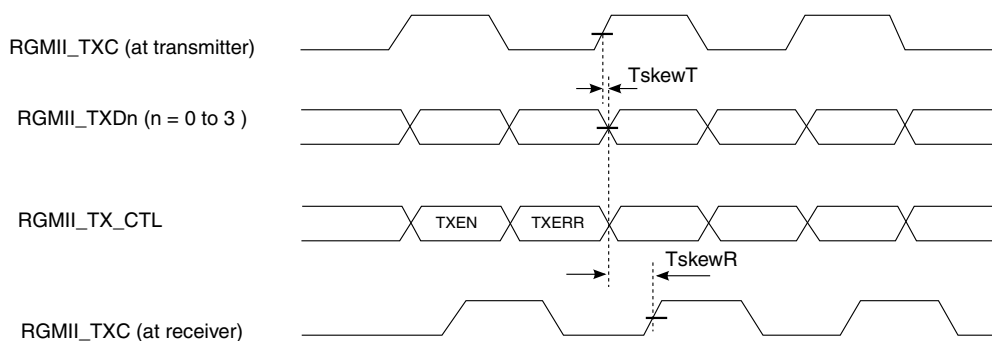 RGMII_TXC (at transmitter)
TskewT
RGMII_TXDn (n = 0 to 3 )
RGMII_TX_CTL
TXEN
TXERR
TskewR
RGMII_TXC (at receiver)